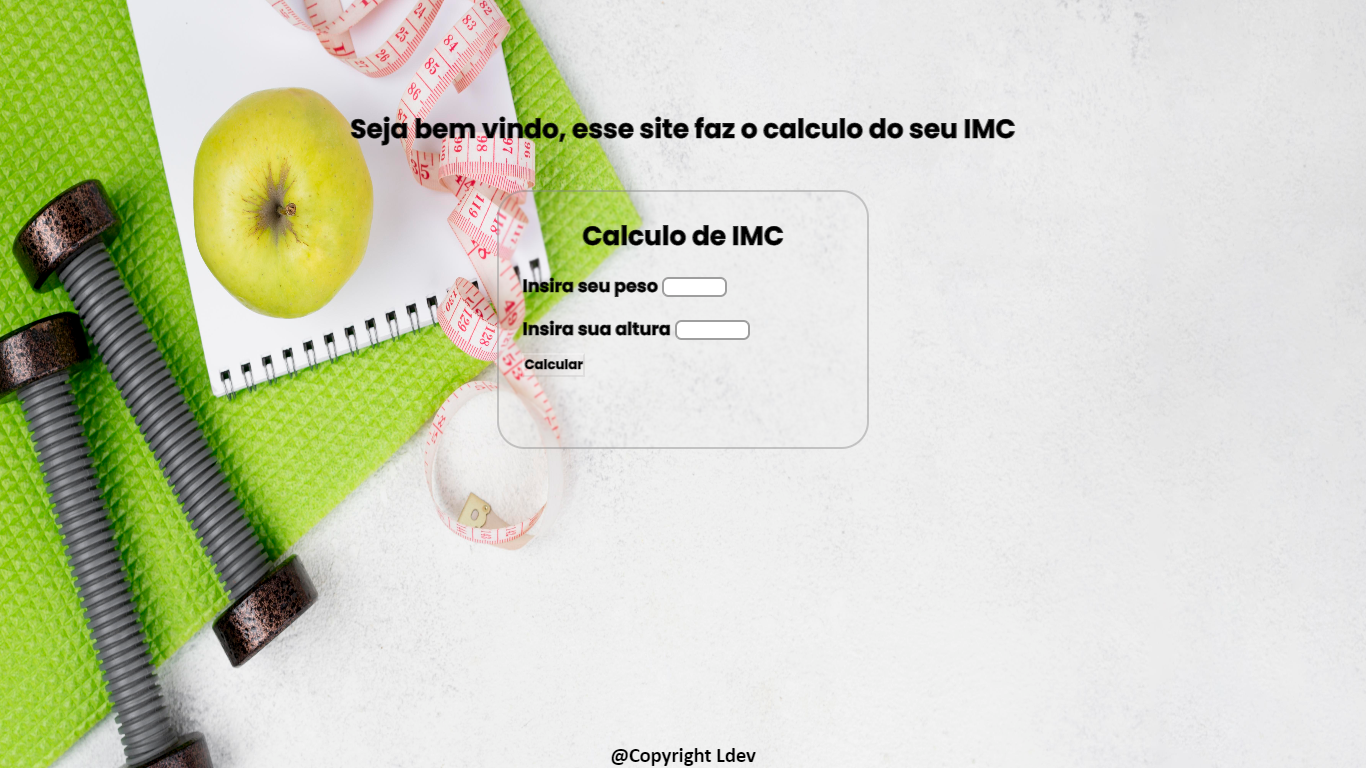 Seja bem vindo, esse site faz o calculo do seu IMC
Calculo de IMC
Insira seu peso
Insira sua altura
Calcular
@Copyright Ldev